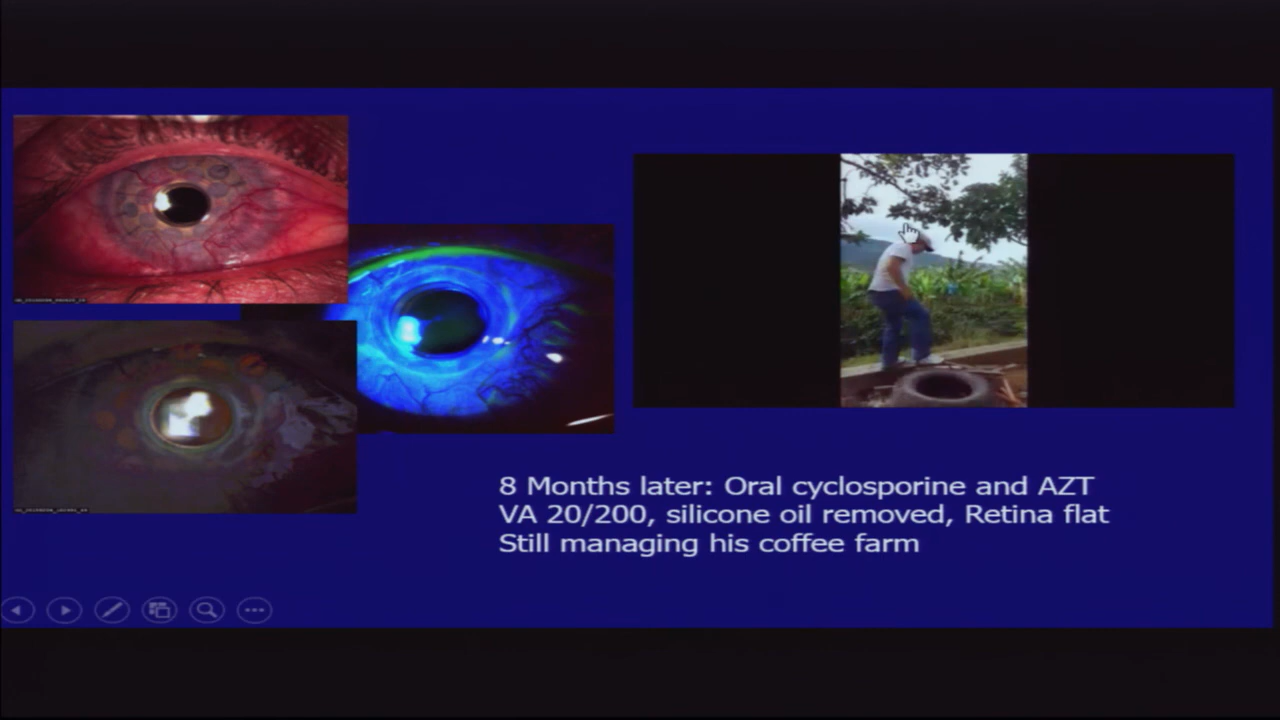 8 Months later: Oral cyclosporine and AZT
VA 20/200, silicone oil removed, Retina flat
Still managing his coffee farm